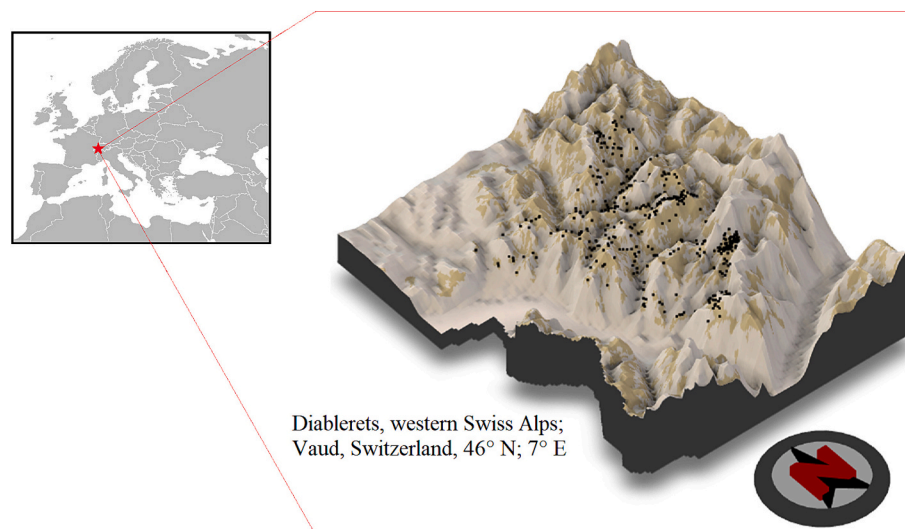 Diablerets, western Swiss Alps;
Vaud, Switzerland, 46° N; 7° E
N